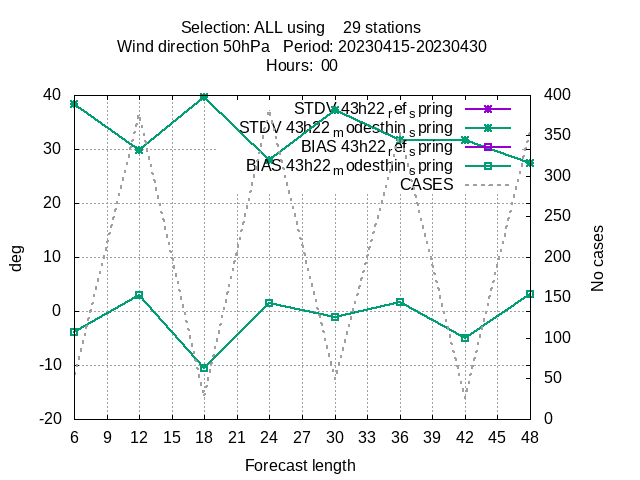 Selection: ALL using    29 stations
Wind direction 50hPa   Period: 20230415-20230430
Hours:  00
STDV 43h22_ref_spring
STDV 43h22_modesthin_spring
BIAS 43h22_ref_spring
BIAS 43h22_modesthin_spring
CASES
40
30
20
10
0
-10
-20
deg
400
350
300
250
200
150
100
50
0
No cases
6 9 12 15 18 21 24 27 30 33 36 39 42 45 48
Forecast length